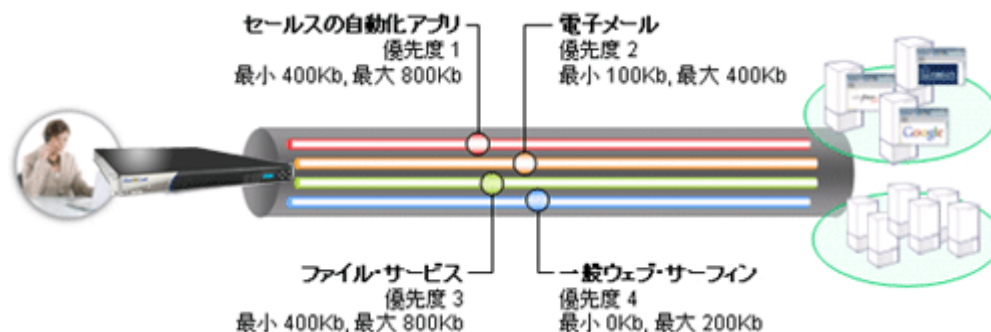 セールスの自動化アプリ
優先度 1
最小 400Kb, 最大 800Kb
電子メール
優先度 2
最小 100Kb, 最大 400Kb
Google
ファイル・サービス
優先度 3
最小 400Kb, 最大 800Kb
一般ウェブ・サーフィン
優先度 4
最小 0Kb, 最大 200Kb